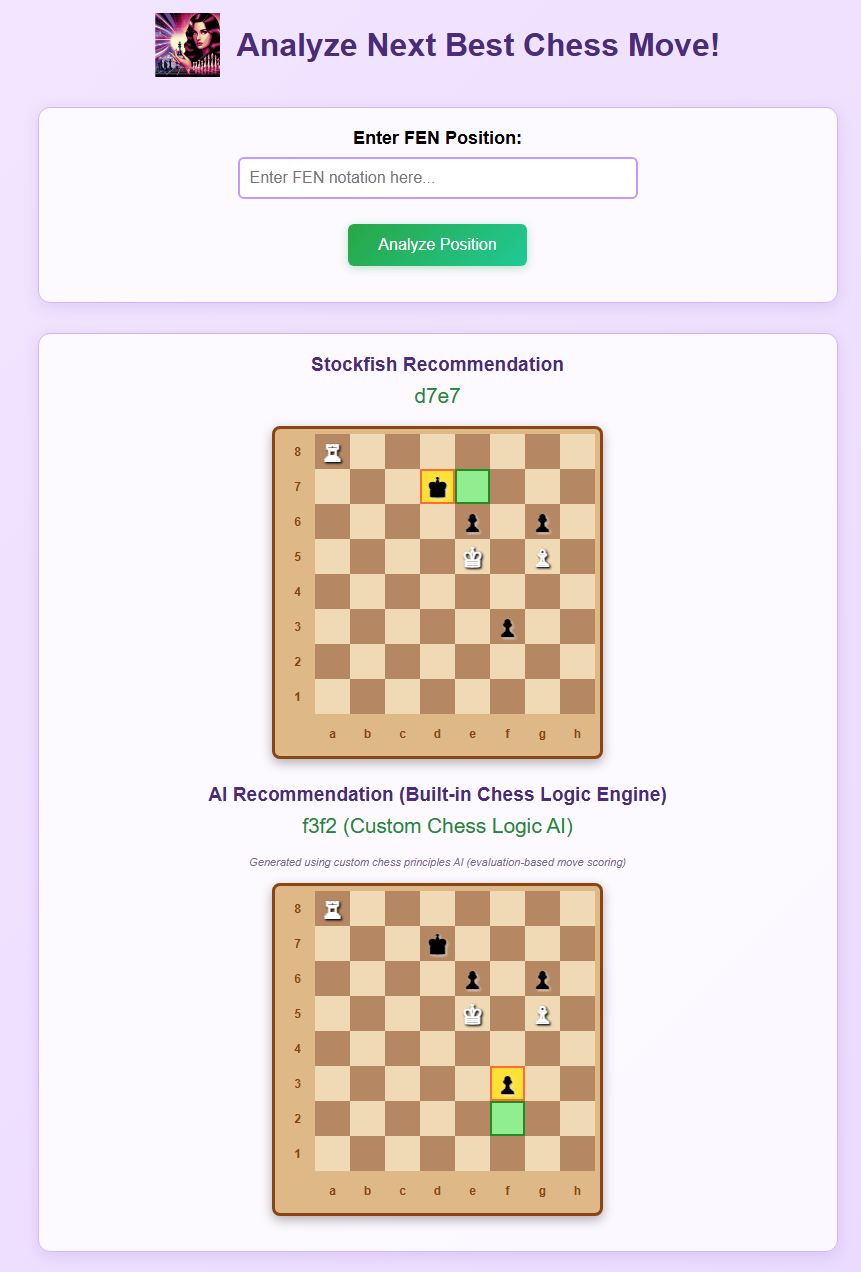 Analyze Next Best Chess Move!
Enter FEN Position:
Enter FEN notation here...
Analyze Position
Stockfish Recommendation
d7e7
8
7
6
5
4
3
2
1
a b c d e f g h
AI Recommendation (Built-in Chess Logic Engine)
f3f2 (Custom Chess Logic AI)
Generated using custom chess principles AI (evaluation-based move scoring)
8
7
6
5
4
3
2
1
a b c d e f g h